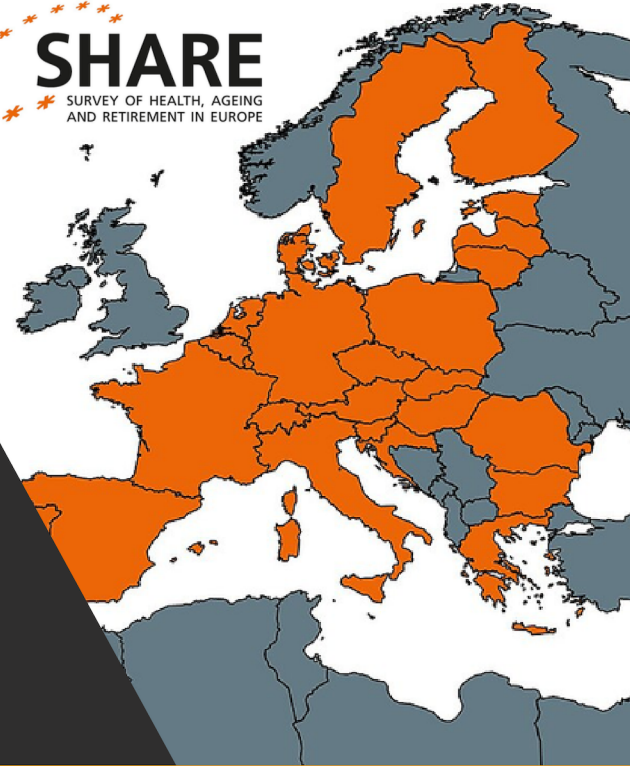 SHARE
SURVEY OF HEALTH, AGEING
AND RETIREMENT IN EUROPE